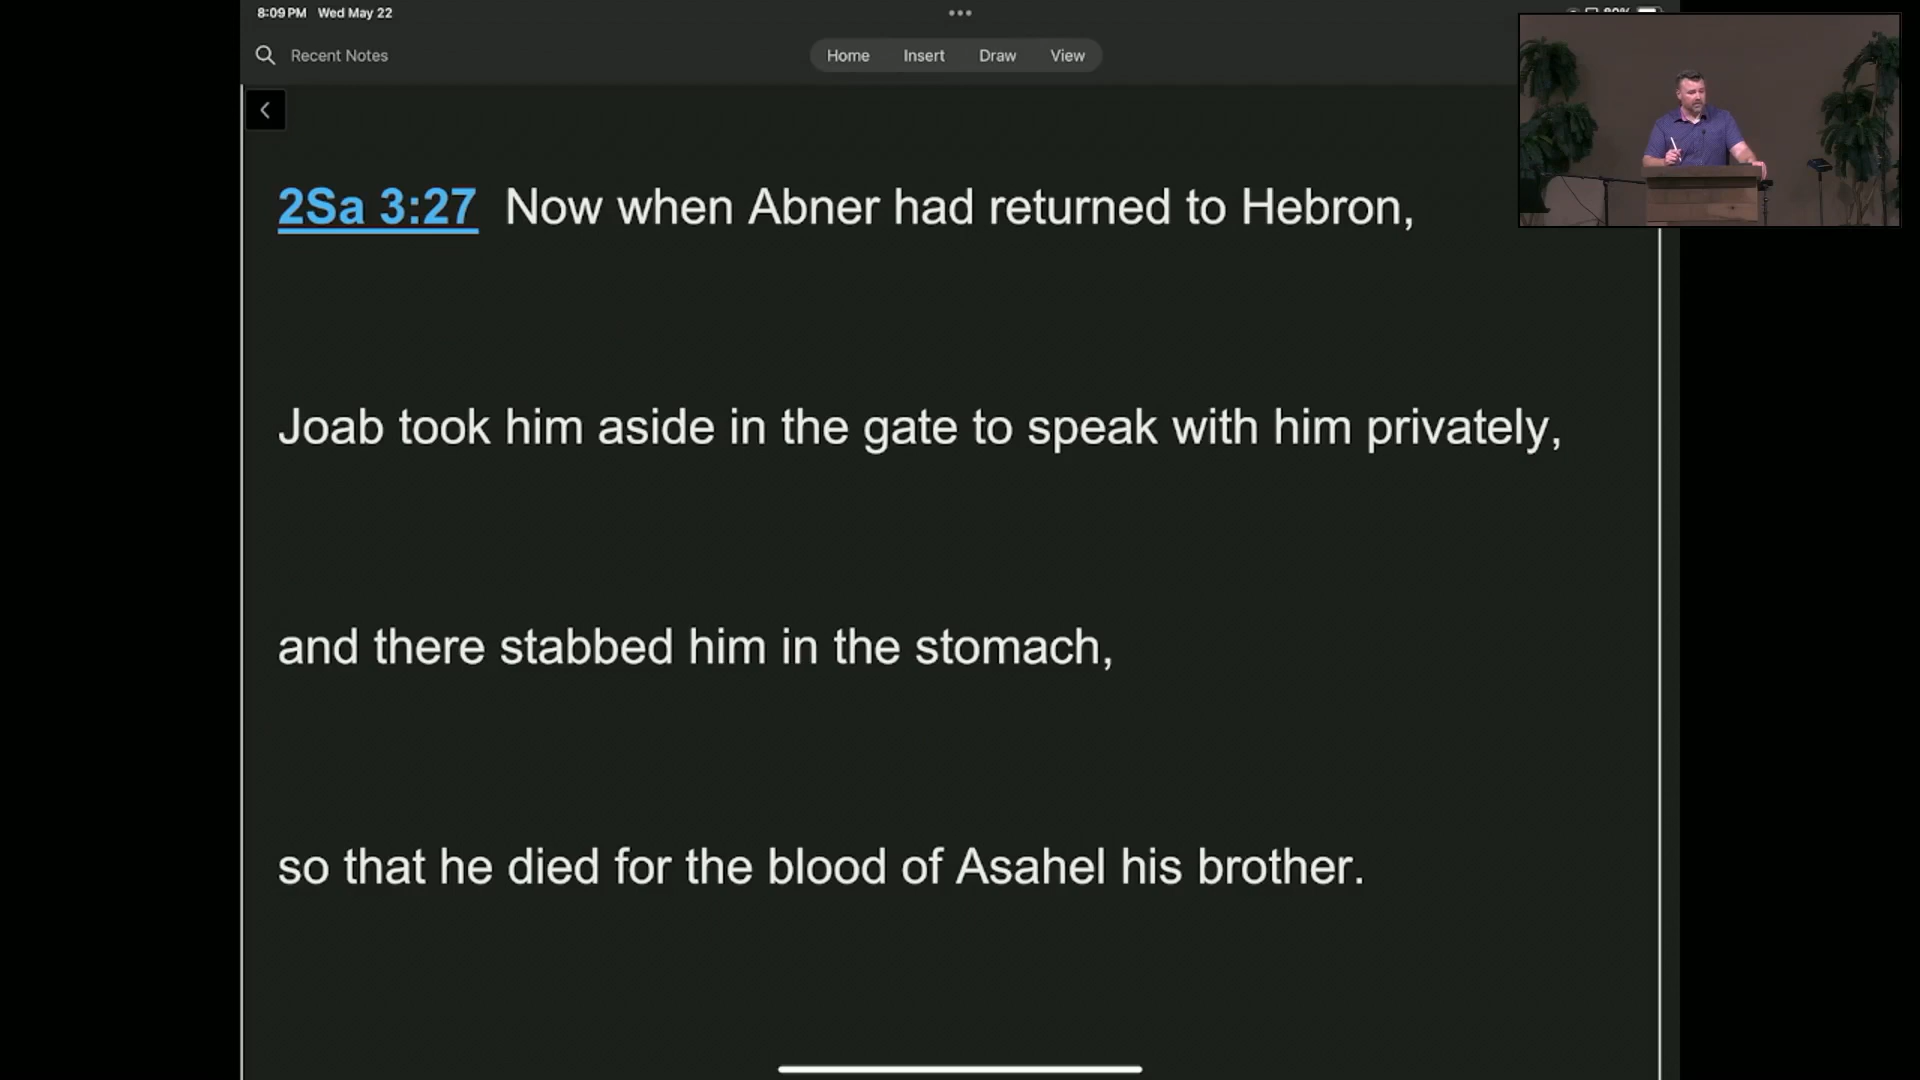 8:09 PM Wed May 22
Recent Notes
Home Insert Draw View
2Sa 3:27 Now when Abner had returned to Hebron,
Joab took him aside in the gate to speak with him privately,
and there stabbed him in the stomach,
so that he died for the blood of Asahel his brother.